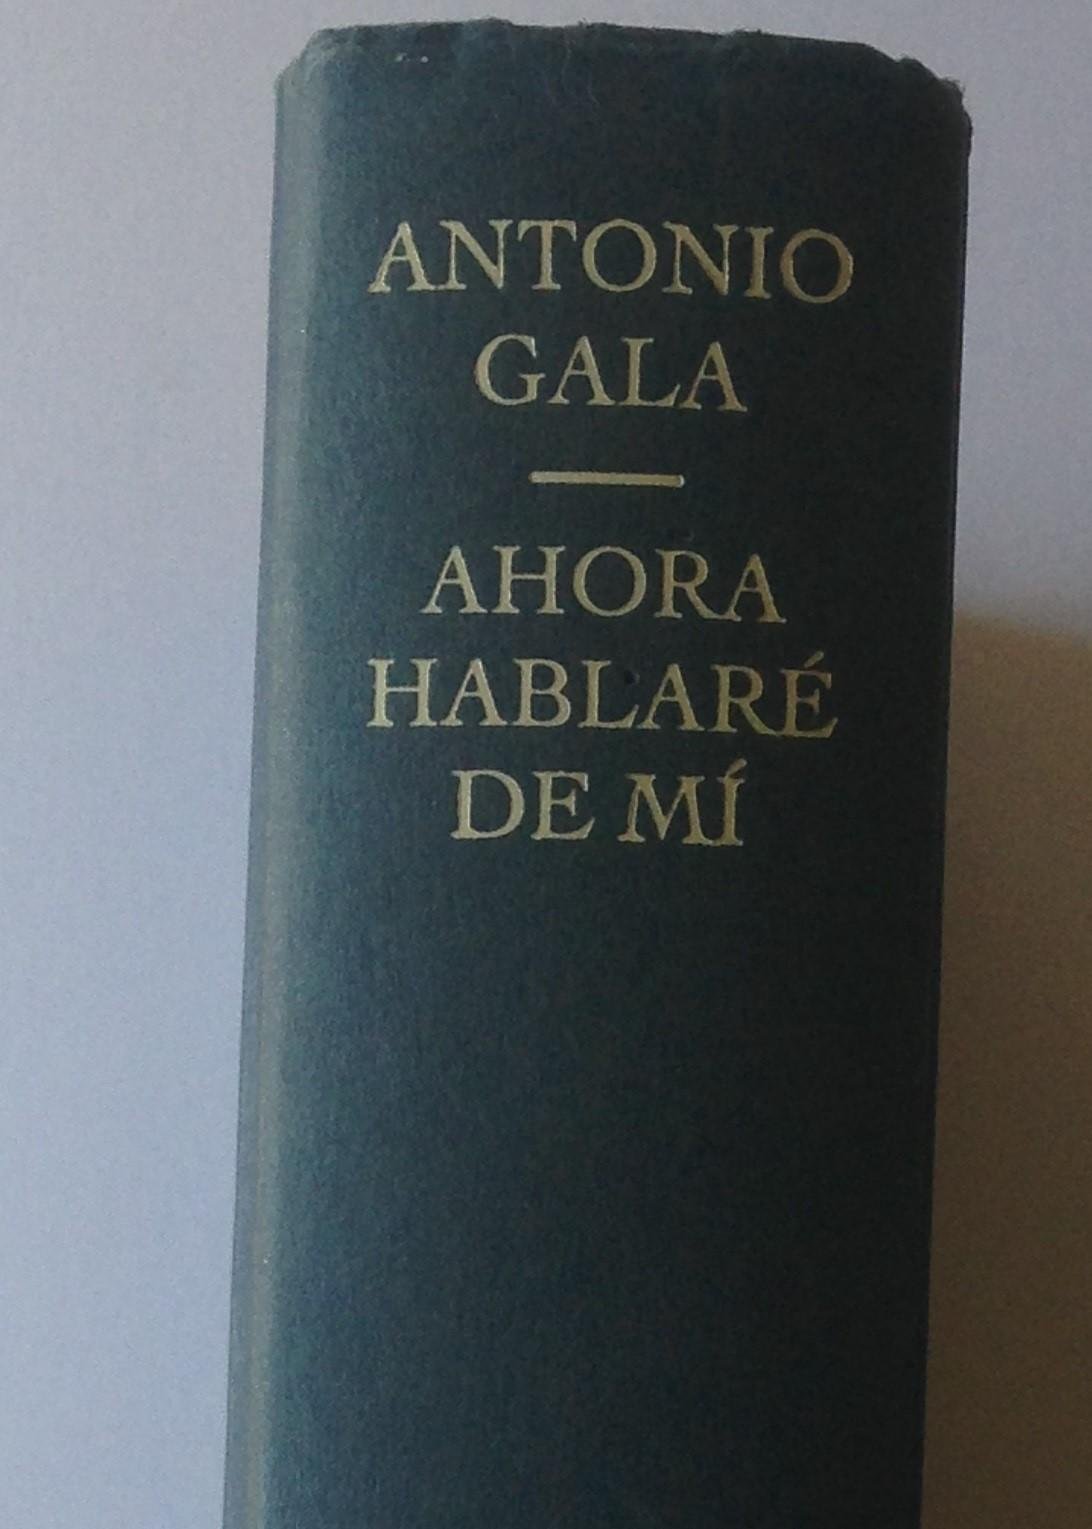 ANTONIO
GALA
AHORA
HABLARÉ
DE MÍ